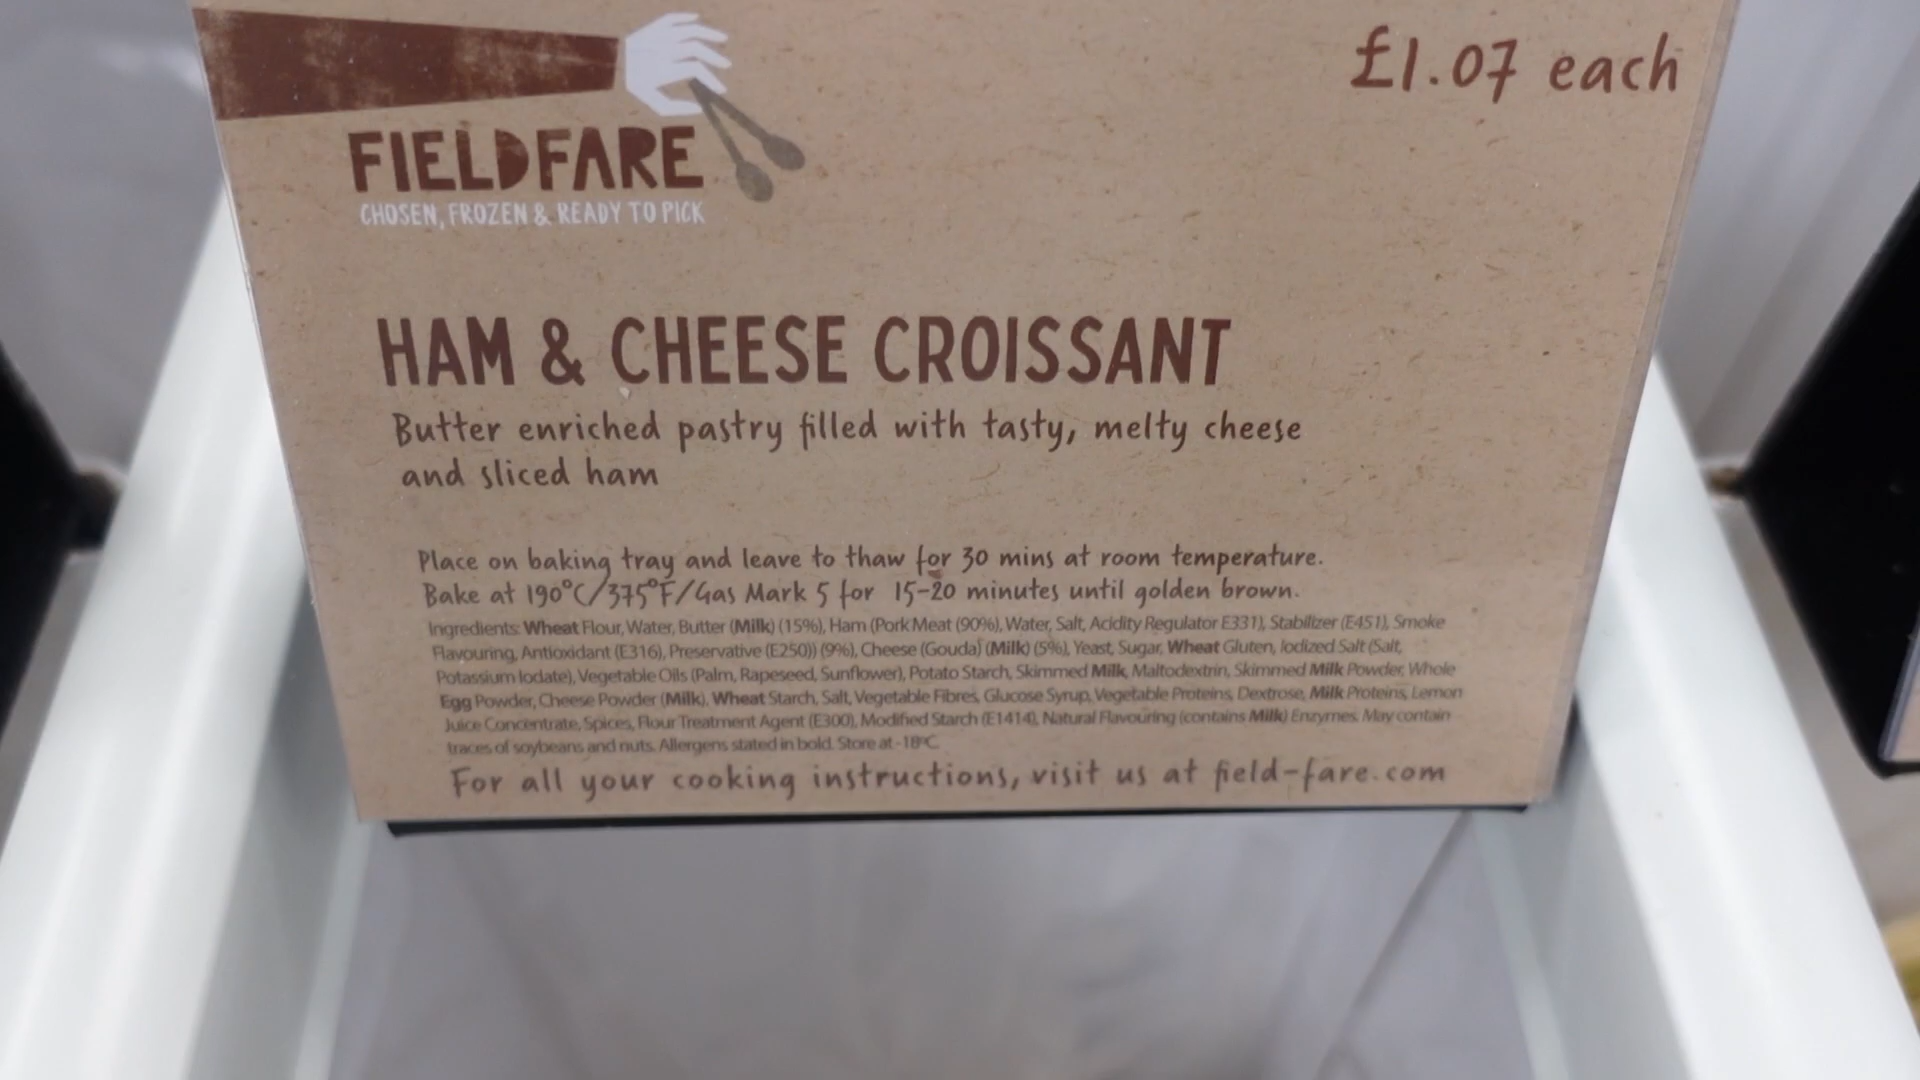 £1.07 each
FIELDFARE
CHOSEN, FROZEN & READY TO PICK
HAM & CHEESE CROISSANT
Butter enriched pastry filled with tasty, melty cheese
and sliced ham
Place on baking tray and leave to thaw for 30 mins at room temperature.
Bake at 190°C/375°F/Gas Mark 5 for 15-20 minutes until golden brown.
Ingredients: Wheat Flour, Water, Butter (Milk) (15%), Ham (Pork Meat (90%), Water, Salt, Acidity Regulator E331), Stabilizer (E451), Smoke
Flavouring, Antioxidant (E316), Preservative (E250)) (9%), Cheese (Gouda) (Milk) (5%), Yeast, Sugar, Wheat Gluten, Iodized Salt (Salt,
Potassium Iodate), Vegetable Oils (Palm, Rapeseed, Sunflower), Potato Starch, Skimmed Milk, Maltodextrin, Skimmed Milk Powder, Whole
Egg Powder, Cheese Powder (Milk), Wheat Starch, Salt, Vegetable Fibres, Glucose Syrup, Vegetable Proteins, Dextrose, Milk Proteins, Lemon
Juice Concentrate, Spices, Flour Treatment Agent (E300), Modified Starch (E1414), Natural Flavouring (contains Milk) Enzymes. May contain
traces of soybeans and nuts. Allergens stated in bold. Store at -18°C.
For all your cooking instructions, visit us at field-fare.com